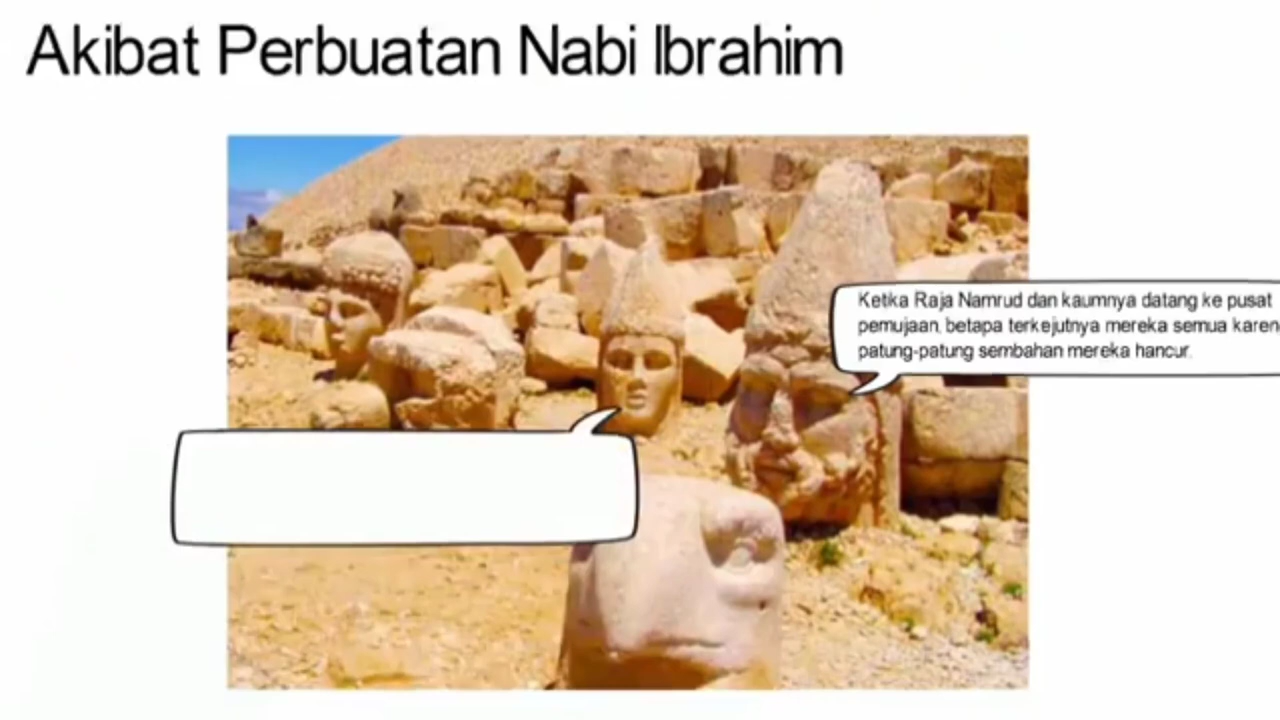 Akibat Perbuatan Nabi Ibrahim
Ketika Raja Namrud dan kaumnya datang ke pusat
pemujaan, betapa terkejutnya mereka semua
patung-patung sembahan mereka hancur.